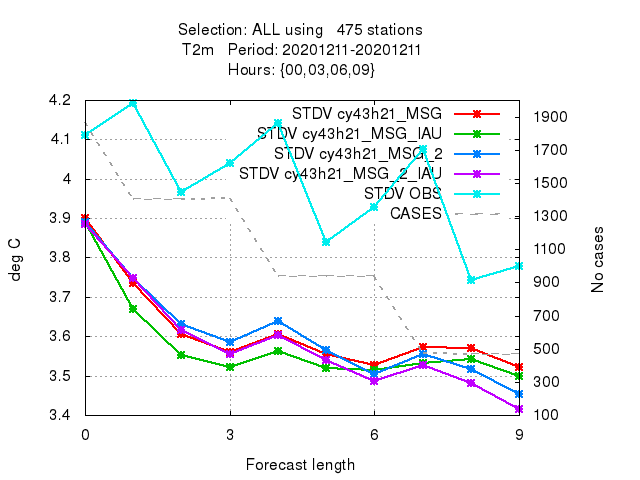 Selection: ALL using   475 stations
T2m   Period: 20201211-20201211
Hours: {00,03,06,09}
STDV cy43h21_MSG
STDV cy43h21_MSG_IAU
STDV cy43h21_MSG_2
STDV cy43h21_MSG_2_IAU
STDV OBS
CASES
deg C
4.2
4.1
4
3.9
3.8
3.7
3.6
3.5
3.4
No cases
1900
1700
1500
1300
1100
900
700
500
300
100
0
3
6
9
Forecast length